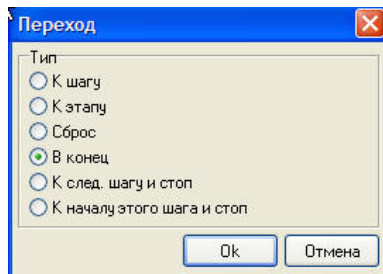 Переход
Тип
К шагу
К этапу
Сброс
В конец
К след. шагу и стоп
К началу этого шага и стоп
Ok
Отмена